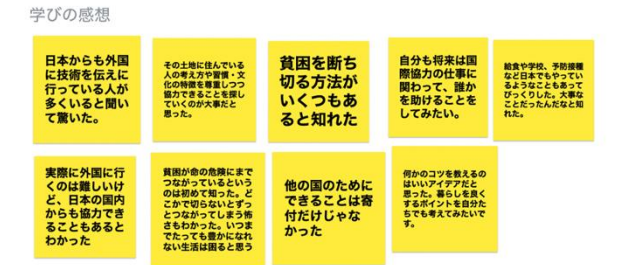 学びの感想
日本からも外国
に技術を伝えに
行っている人が
多くいると聞い
て驚いた。
その土地に住んでいる
人の考え方や習慣・文
化の特徴を尊重しつつ
協力できることを探し
ていくのが大事だと
思った。
貧困を断ち
切る方法が
いくつもあ
ると知れた
自分も将来は国
際協力の仕事に
関わって、誰か
を助けることを
してみたい。
給食や学校、予防接種
など日本でもやってい
るようなこともあって
びっくりした。大事な
ことだったんだなと知
れた。
実際に外国に行
くのは難しいけ
ど、日本の国内
からも協力でき
ることもあると
わかった
貧困が命の危険にまで
つながっているという
のは初めて知った。ど
こかで切らないとずっ
とつながってしまう怖
さもわかった。いつま
でたっても豊かになれ
ない生活は困ると思う
他の国のために
できることは寄
付だけじゃな
かった
何かのコツを教えるの
はいいアイデアだと
思った。暮らしを良く
するポイントを自分た
ちでも考えてみたいで
す。